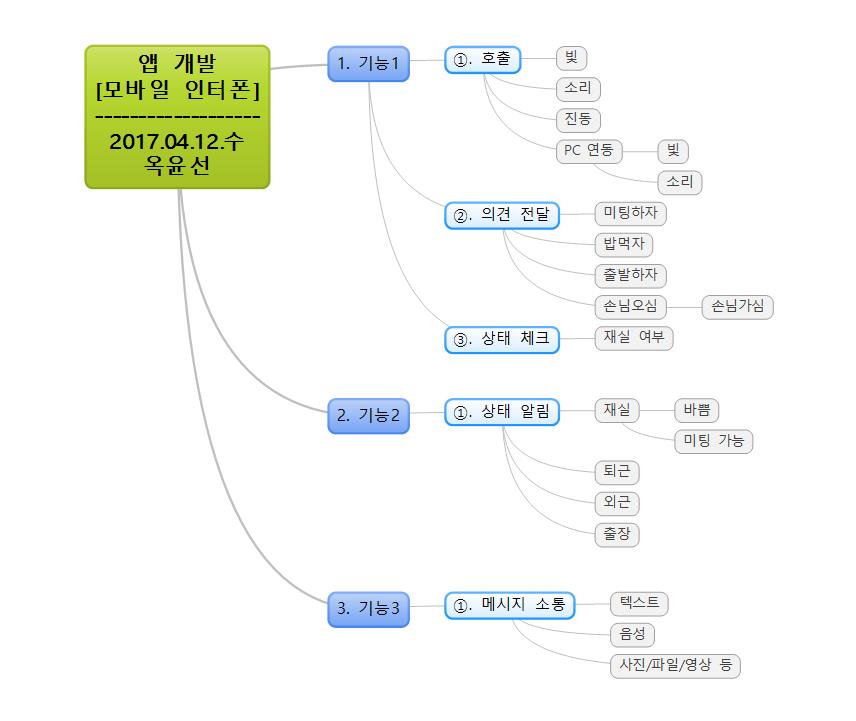 앱 개발
[모바일 인터폰]
-------------------
2017.04.12.수
옥윤선
1. 기능1
①. 호출
빛
소리
진동
PC 연동
빛
소리
②. 의견 전달
미팅하자
밥먹자
출발하자
손님오심
손님가심
③. 상태 체크
재실 여부
2. 기능2
①. 상태 알림
재실
바쁨
미팅 가능
퇴근
외근
출장
3. 기능3
①. 메시지 소통
텍스트
음성
사진/파일/영상 등